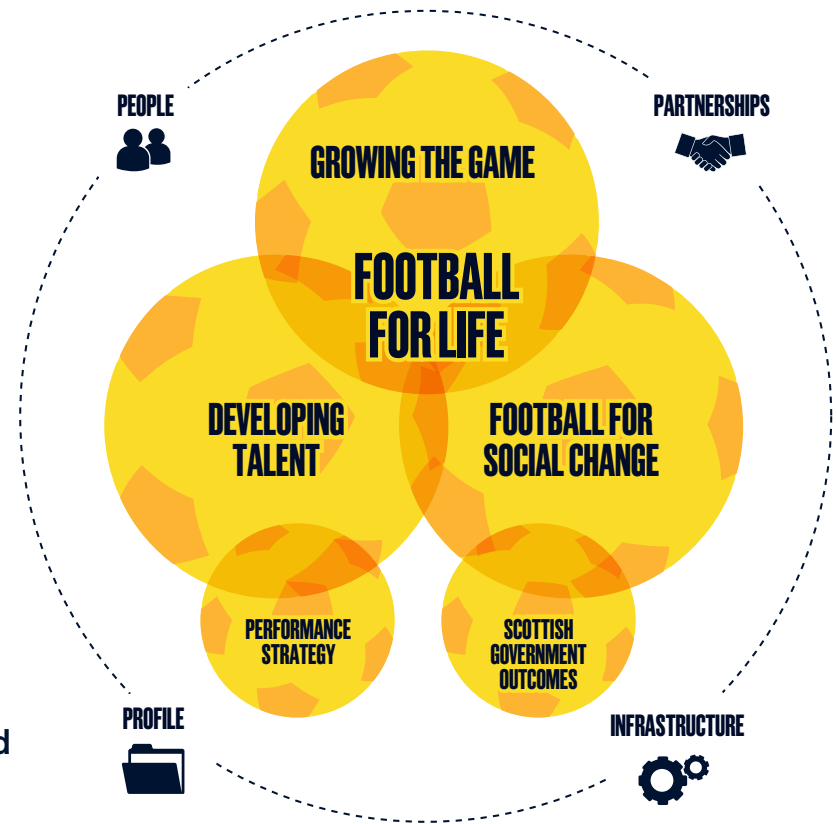 PEOPLE
PARTNERSHIPS
GROWING THE GAME
FOOTBALL
FOR LIFE
DEVELOPING
TALENT
FOOTBALL FOR
SOCIAL CHANGE
PERFORMANCE
STRATEGY
SCOTTISH
GOVERNMENT
OUTCOMES
PROFILE
INFRASTRUCTURE